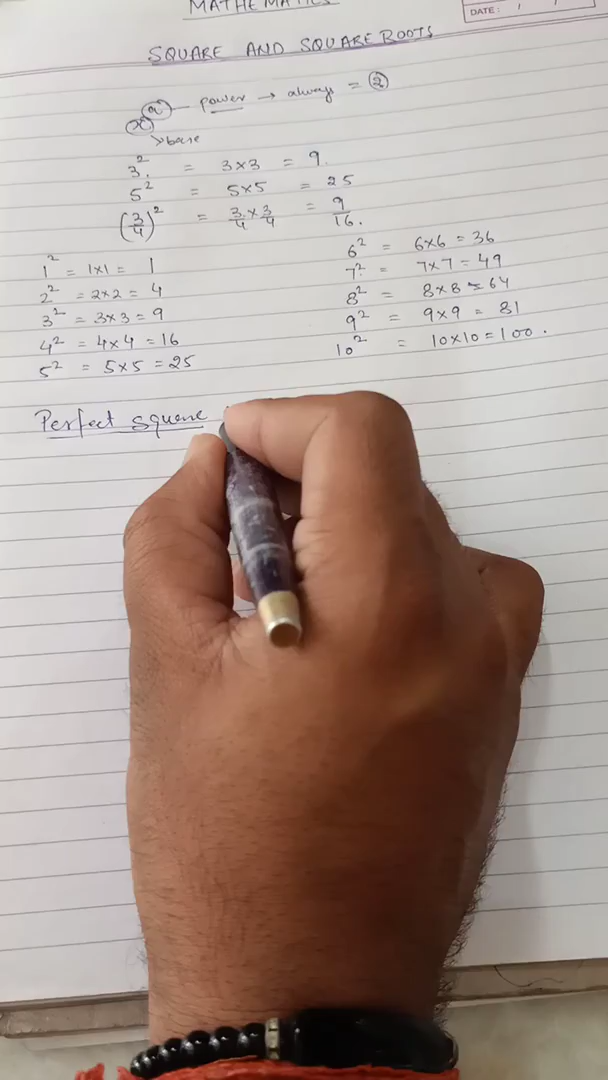 MATHEMATICS
DATE: / /
SQUARE AND SQUARE ROOTS
x^a — power → always = 2
> base
3² = 3×3 = 9.
5² = 5×5 = 25
(3/4)² = 3/4 × 3/4 = 9/16.
1² = 1×1 = 1
2² = 2×2 = 4
3² = 3×3 = 9
4² = 4×4 = 16
5² = 5×5 = 25
6² = 6×6 = 36
7² = 7×7 = 49
8² = 8×8 = 64
9² = 9×9 = 81
10² = 10×10 = 100.
Perfect square